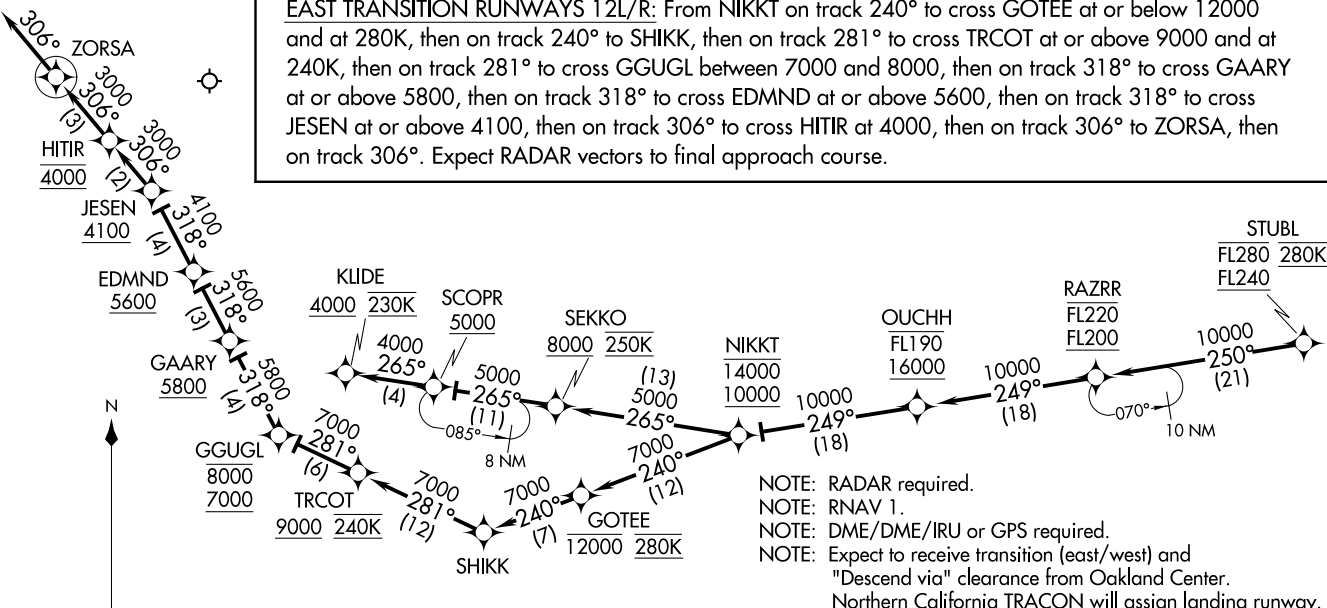 EAST TRANSITION RUNWAYS 12L/R: From NIKKT on track 240° to cross GOTEE at or below 12000
and at 280K, then on track 240° to SHIKK, then on track 281° to cross TRCOT at or above 9000 and at
240K, then on track 281° to cross GGUGL between 7000 and 8000, then on track 318° to cross GAARY
at or above 5800, then on track 318° to cross EDMND at or above 5600, then on track 318° to cross
JESEN at or above 4100, then on track 306° to cross HITIR at 4000, then on track 306° to ZORSA, then
on track 306°. Expect RADAR vectors to final approach course.
306°
ZORSA
3000
306°
(3)
HITIR
4000
3000
306°
(2)
JESEN
4100
4100
318°
(4)
EDMND
5600
5600
318°
(3)
GAARY
5800
5800
318°
(4)
GGUGL
8000
7000
7000
281°
(6)
TRCOT
9000 240K
7000
281°
(12)
SHIKK
7000
240°
(7)
GOTEE
12000 280K
7000
240°
(12)
KLIDE
4000 230K
4000
265°
(4)
SCOPR
5000
5000
265°
(11)
085°
8 NM
SEKKO
8000 250K
(13)
5000
265°
NIKKT
14000
10000
10000
249°
(18)
OUCHH
FL190
16000
10000
249°
(18)
RAZRR
FL220
FL200
070°
10 NM
10000
250°
(21)
STUBL
FL280 280K
FL240
N
NOTE: RADAR required.
NOTE: RNAV 1.
NOTE: DME/DME/IRU or GPS required.
NOTE: Expect to receive transition (east/west) and
"Descend via" clearance from Oakland Center.
Northern California TRACON will assign landing runway.